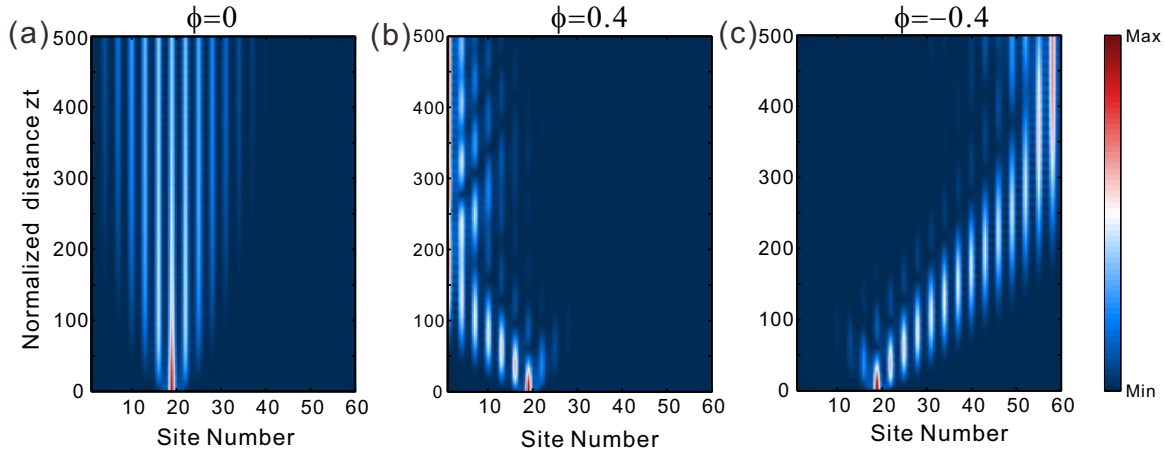 ϕ=0 ϕ=0.4 ϕ=−0.4
(a) (b) (c)
500 500 500 Max
400 400 400
300 300 300
200 200 200
100 100 100
0 0 0 Min
10 20 30 40 50 60 10 20 30 40 50 60 10 20 30 40 50 60
Normalized distance zt
Site Number Site Number Site Number